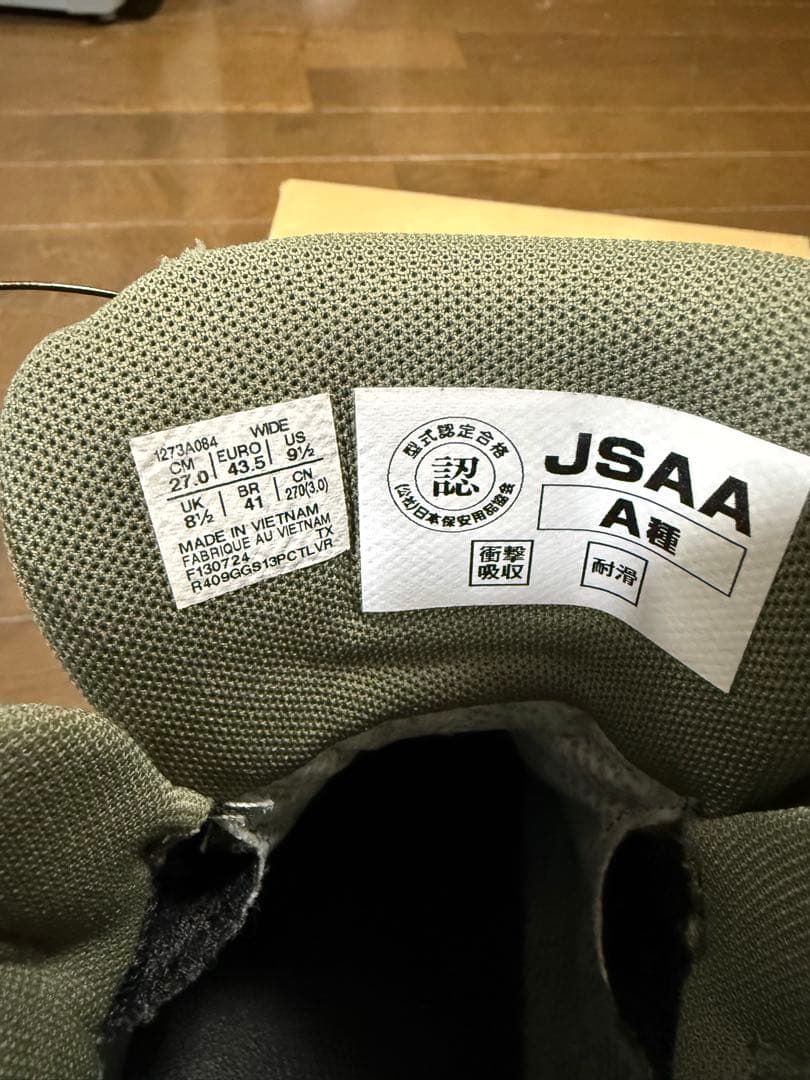 1273A084 WIDE
CM EURO US
27.0 43.5 9½
UK BR CN
8½ 41 270(3.0)
MADE IN VIETNAM
FABRIQUE AU VIETNAM
F130724 TX
R409GGS13PCTLVR
型式認定合格
認
(公社)日本保安用品協会
JSAA
A種
衝撃
吸収
耐滑